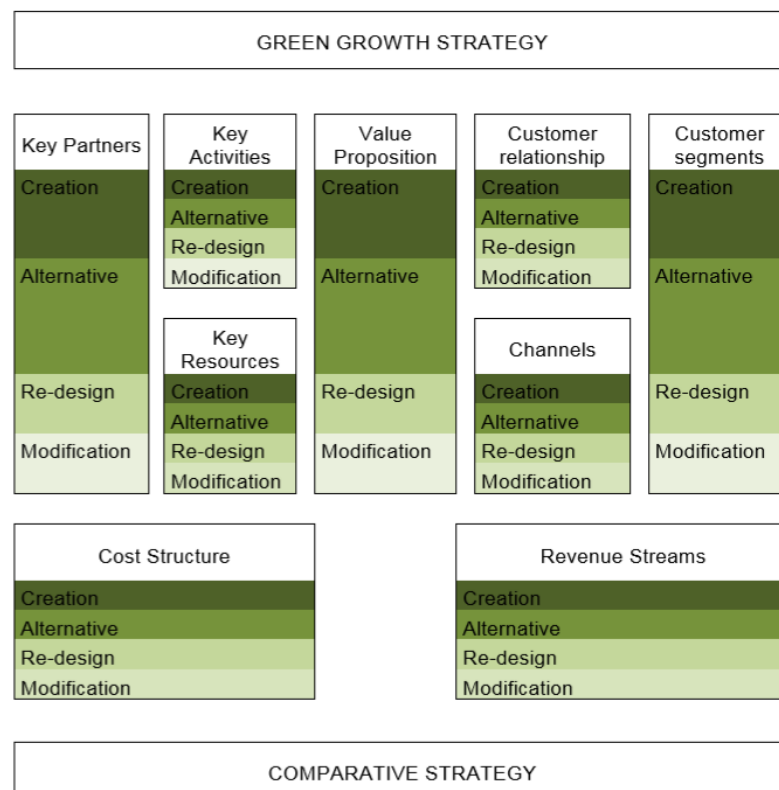 GREEN GROWTH STRATEGY
Key Partners
Creation
Alternative
Re-design
Modification
Key
Activities
Creation
Alternative
Re-design
Modification
Key
Resources
Creation
Alternative
Re-design
Modification
Value
Proposition
Creation
Alternative
Re-design
Modification
Customer
relationship
Creation
Alternative
Re-design
Modification
Channels
Creation
Alternative
Re-design
Modification
Customer
segments
Creation
Alternative
Re-design
Modification
Cost Structure
Creation
Alternative
Re-design
Modification
Revenue Streams
Creation
Alternative
Re-design
Modification
COMPARATIVE STRATEGY